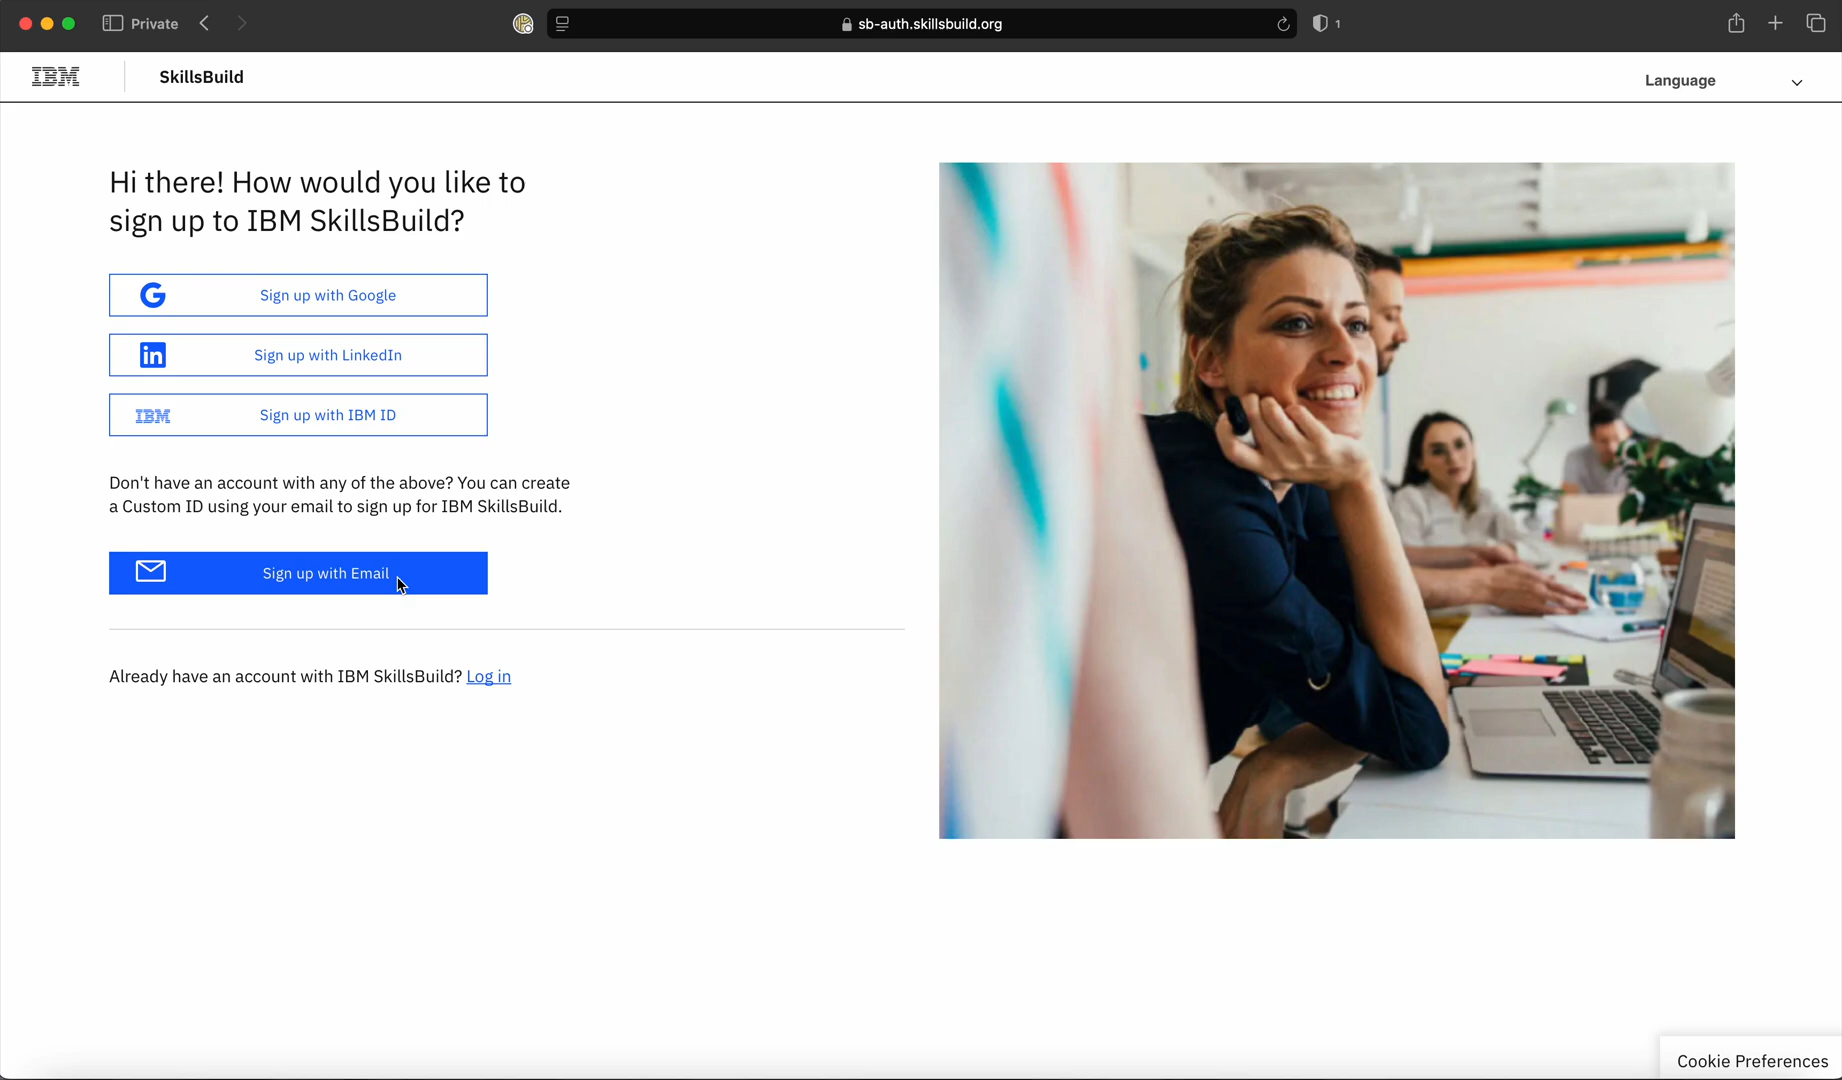 Private
sb-auth.skillsbuild.org
1
IBM
SkillsBuild
Language
Hi there! How would you like to
sign up to IBM SkillsBuild?
Sign up with Google
Sign up with LinkedIn
IBM
Sign up with IBM ID
Don't have an account with any of the above? You can create
a Custom ID using your email to sign up for IBM SkillsBuild.
Sign up with Email
Already have an account with IBM SkillsBuild? Log in
Cookie Preferences